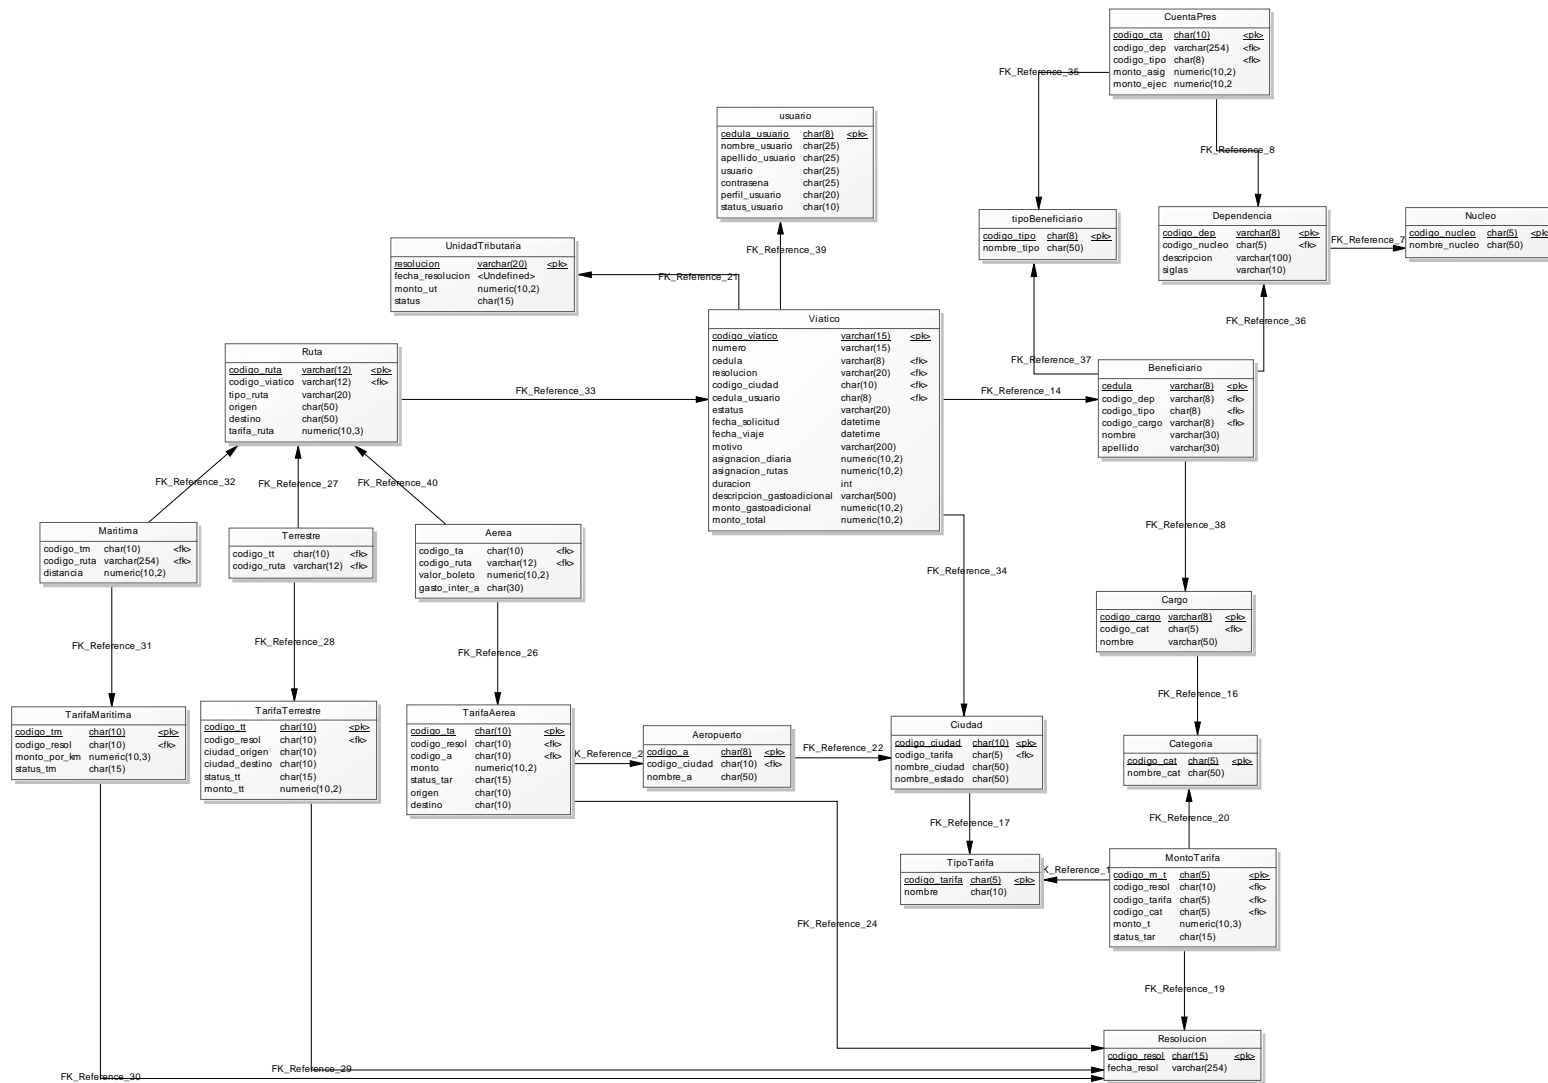 CuentaPres
codigo_cta char(10) <pk>
codigo_dep varchar(254) <fk>
codigo_tipo char(8) <fk>
monto_asig numeric(10,2)
monto_ejec numeric(10,2
FK_Reference_35
FK_Reference_8
usuario
cedula_usuario char(8) <pk>
nombre_usuario char(25)
apellido_usuario char(25)
usuario char(25)
contrasena char(25)
perfil_usuario char(20)
status_usuario char(10)
tipoBeneficiario
codigo_tipo char(8) <pk>
nombre_tipo char(50)
Dependencia
codigo_dep varchar(8) <pk>
codigo_nucleo char(5) <fk>
descripcion varchar(100)
siglas varchar(10)
FK_Reference_7
Nucleo
codigo_nucleo char(5) <pk>
nombre_nucleo char(50)
UnidadTributaria
resolucion varchar(20) <pk>
fecha_resolucion <Undefined>
monto_ut numeric(10,2)
status char(15)
FK_Reference_21
FK_Reference_39
FK_Reference_36
FK_Reference_37
Viatico
codigo_viatico varchar(15) <pk>
numero varchar(15)
cedula varchar(8) <fk>
resolucion varchar(20) <fk>
codigo_ciudad char(10) <fk>
cedula_usuario char(8) <fk>
estatus varchar(20)
fecha_solicitud datetime
fecha_viaje datetime
motivo varchar(200)
asignacion_diaria numeric(10,2)
asignacion_rutas numeric(10,2)
duracion int
descripcion_gastoadicional varchar(500)
monto_gastoadicional numeric(10,2)
monto_total numeric(10,2)
Ruta
codigo_ruta varchar(12) <pk>
codigo_viatico varchar(12) <fk>
tipo_ruta varchar(20)
origen char(50)
destino char(50)
tarifa_ruta numeric(10,3)
FK_Reference_33
FK_Reference_14
Beneficiario
cedula varchar(8) <pk>
codigo_dep varchar(8) <fk>
codigo_tipo char(8) <fk>
codigo_cargo varchar(8) <fk>
nombre varchar(30)
apellido varchar(30)
FK_Reference_32
FK_Reference_27
FK_Reference_40
FK_Reference_38
Maritima
codigo_tm char(10) <fk>
codigo_ruta varchar(254) <fk>
distancia numeric(10,2)
Terrestre
codigo_tt char(10) <fk>
codigo_ruta varchar(12) <fk>
Aerea
codigo_ta char(10) <fk>
codigo_ruta varchar(12) <fk>
valor_boleto numeric(10,2)
gasto_inter_a char(30)
FK_Reference_34
Cargo
codigo_cargo varchar(8) <pk>
codigo_cat char(5) <fk>
nombre varchar(50)
FK_Reference_31
FK_Reference_28
FK_Reference_26
FK_Reference_16
TarifaMaritima
codigo_tm char(10) <pk>
codigo_resol char(10) <fk>
monto_por_km numeric(10,3)
status_tm char(15)
TarifaTerrestre
codigo_tt char(10) <pk>
codigo_resol char(10) <fk>
ciudad_origen char(10)
ciudad_destino char(10)
status_tt char(15)
monto_tt numeric(10,2)
TarifaAerea
codigo_ta char(10) <pk>
codigo_resol char(10) <fk>
codigo_a char(10) <fk>
monto numeric(10,2)
status_tar char(15)
origen char(10)
destino char(10)
K_Reference_2
Aeropuerto
codigo_a char(8) <pk>
codigo_ciudad char(10) <fk>
nombre_a char(50)
FK_Reference_22
Ciudad
codigo_ciudad char(10) <pk>
codigo_tarifa char(5) <fk>
nombre_ciudad char(50)
nombre_estado char(50)
Categoria
codigo_cat char(5) <pk>
nombre_cat char(50)
FK_Reference_17
FK_Reference_20
TipoTarifa
codigo_tarifa char(5) <pk>
nombre char(10)
K_Reference_1
MontoTarifa
codigo_m_t char(5) <pk>
codigo_resol char(10) <fk>
codigo_tarifa char(5) <fk>
codigo_cat char(5) <fk>
monto_t numeric(10,3)
status_tar char(15)
FK_Reference_24
FK_Reference_19
Resolucion
codigo_resol char(15) <pk>
fecha_resol varchar(254)
FK_Reference_29
FK_Reference_30